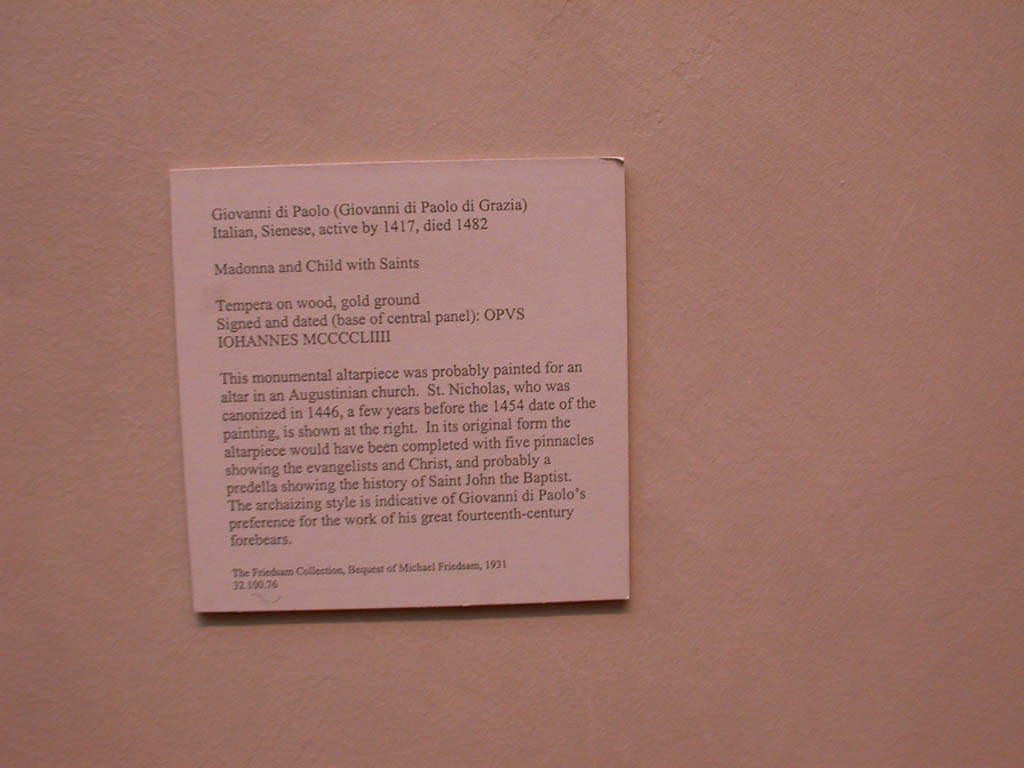 Giovanni di Paolo (Giovanni di Paolo di Grazia)
Italian, Sienese, active by 1417, died 1482
Madonna and Child with Saints
Tempera on wood, gold ground
Signed and dated (base of central panel): OPVS
IOHANNES MCCCCLIIII
This monumental altarpiece was probably painted for an
altar in an Augustinian church. St. Nicholas, who was
canonized in 1446, a few years before the 1454 date of the
painting, is shown at the right. In its original form the
altarpiece would have been completed with five pinnacles
showing the evangelists and Christ, and probably a
predella showing the history of Saint John the Baptist.
The archaizing style is indicative of Giovanni di Paolo's
preference for the work of his great fourteenth-century
forebears.
The Friedsam Collection, Bequest of Michael Friedsam, 1931
32.100.76